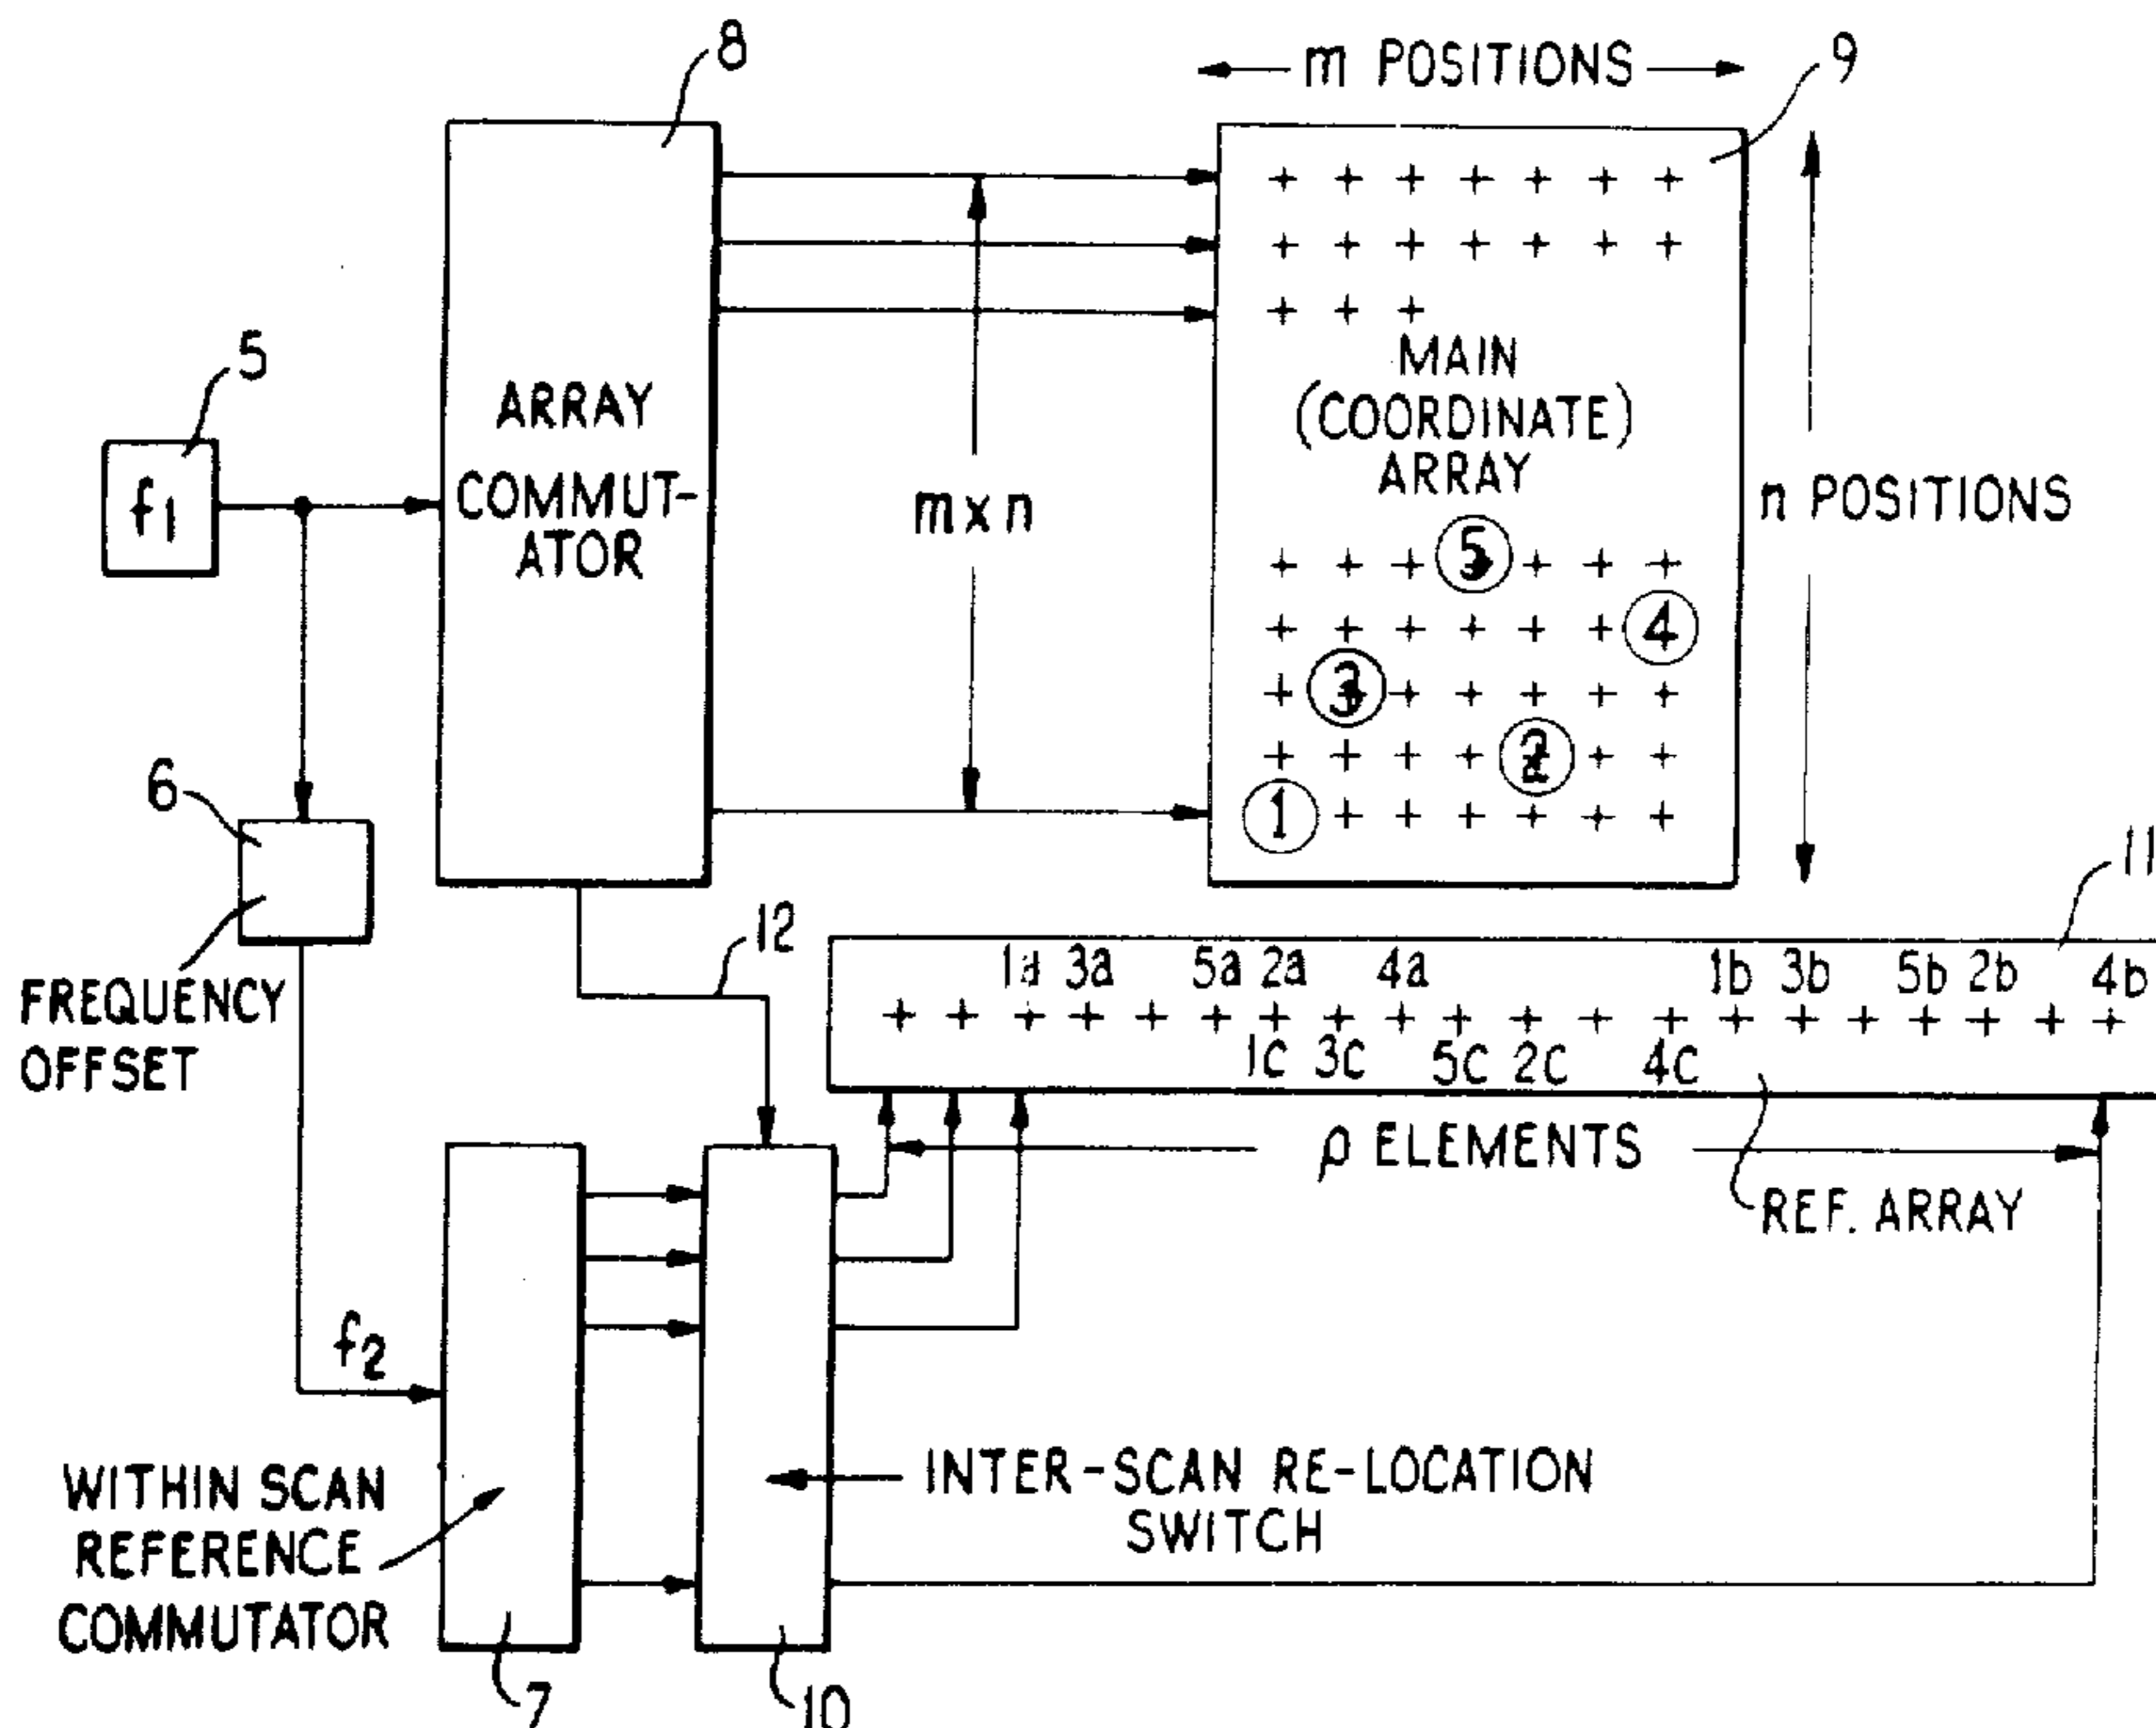 8
m POSITIONS
9
5
f1
ARRAY
COMMUT-
ATOR
m x n
MAIN
(COORDINATE)
ARRAY
n POSITIONS
5
4
3
2
1
6
FREQUENCY
OFFSET
12
11
1a 3a 5a 2a 4a 1b 3b 5b 2b 4b
1C 3C 5C 2C 4C
ρ ELEMENTS
REF. ARRAY
f2
WITHIN SCAN
REFERENCE
COMMUTATOR
INTER-SCAN RE-LOCATION
SWITCH
7
10